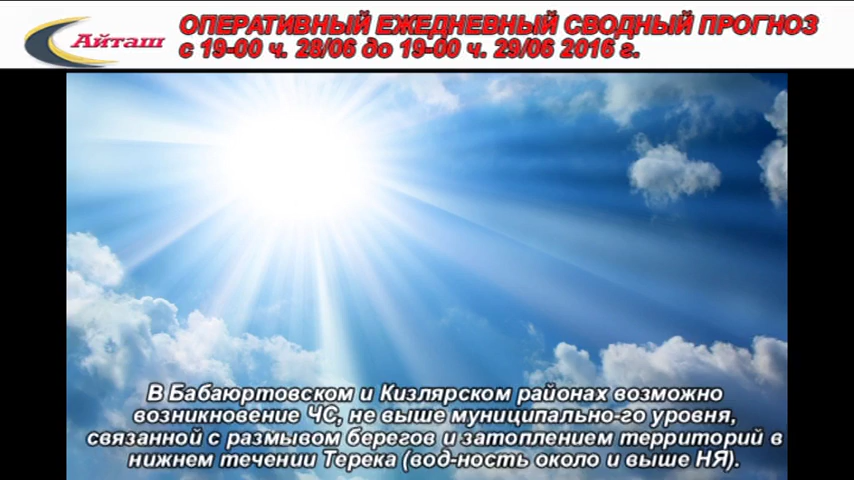 Айташ
ОПЕРАТИВНЫЙ ЕЖЕДНЕВНЫЙ СВОДНЫЙ ПРОГНОЗ
с 19-00 ч. 28/06 до 19-00 ч. 29/06 2016 г.
В Бабаюртовском и Кизлярском районах возможно
возникновение ЧС, не выше муниципально-го уровня,
связанной с размывом берегов и затоплением территорий в
нижнем течении Терека (вод-ность около и выше НЯ).